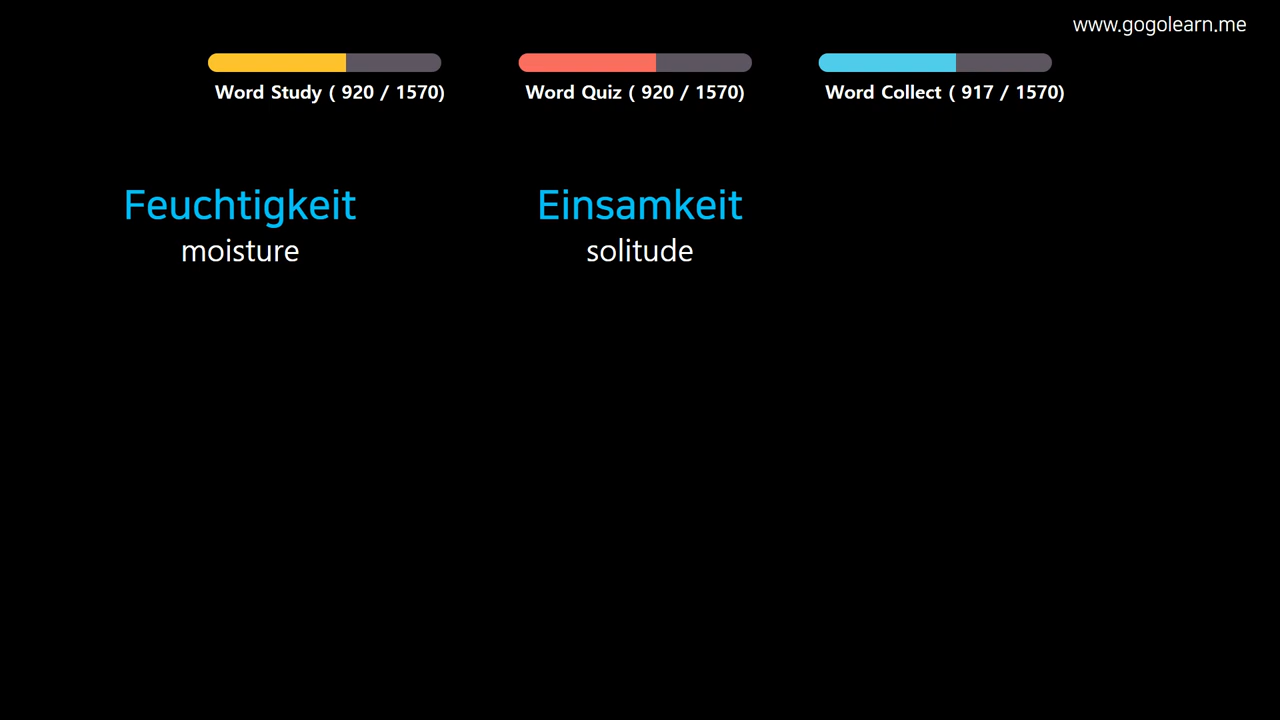 www.gogolearn.me
Word Study ( 920 / 1570)
Word Quiz ( 920 / 1570)
Word Collect ( 917 / 1570)
Feuchtigkeit
moisture
Einsamkeit
solitude